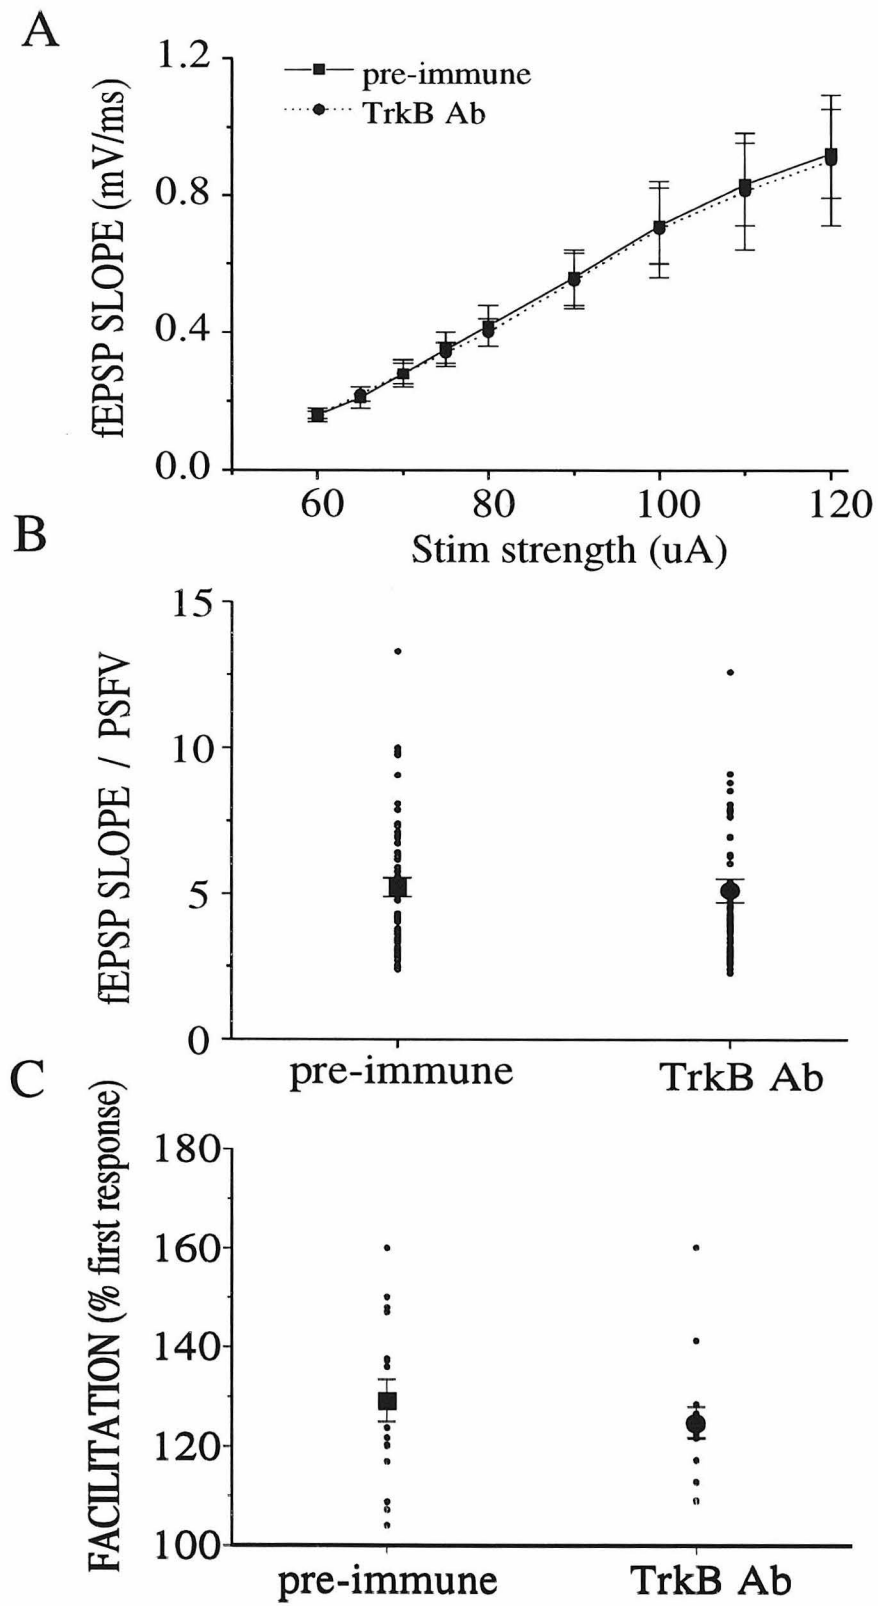 A
1.2
pre-immune
TrkB Ab
0.8
0.4
0.0
fEPSP SLOPE (mV/ms)
60 80 100 120
Stim strength (uA)
B
15
10
5
0
fEPSP SLOPE / PSFV
pre-immune TrkB Ab
C
180
160
140
120
100
FACILITATION (% first response)
pre-immune TrkB Ab